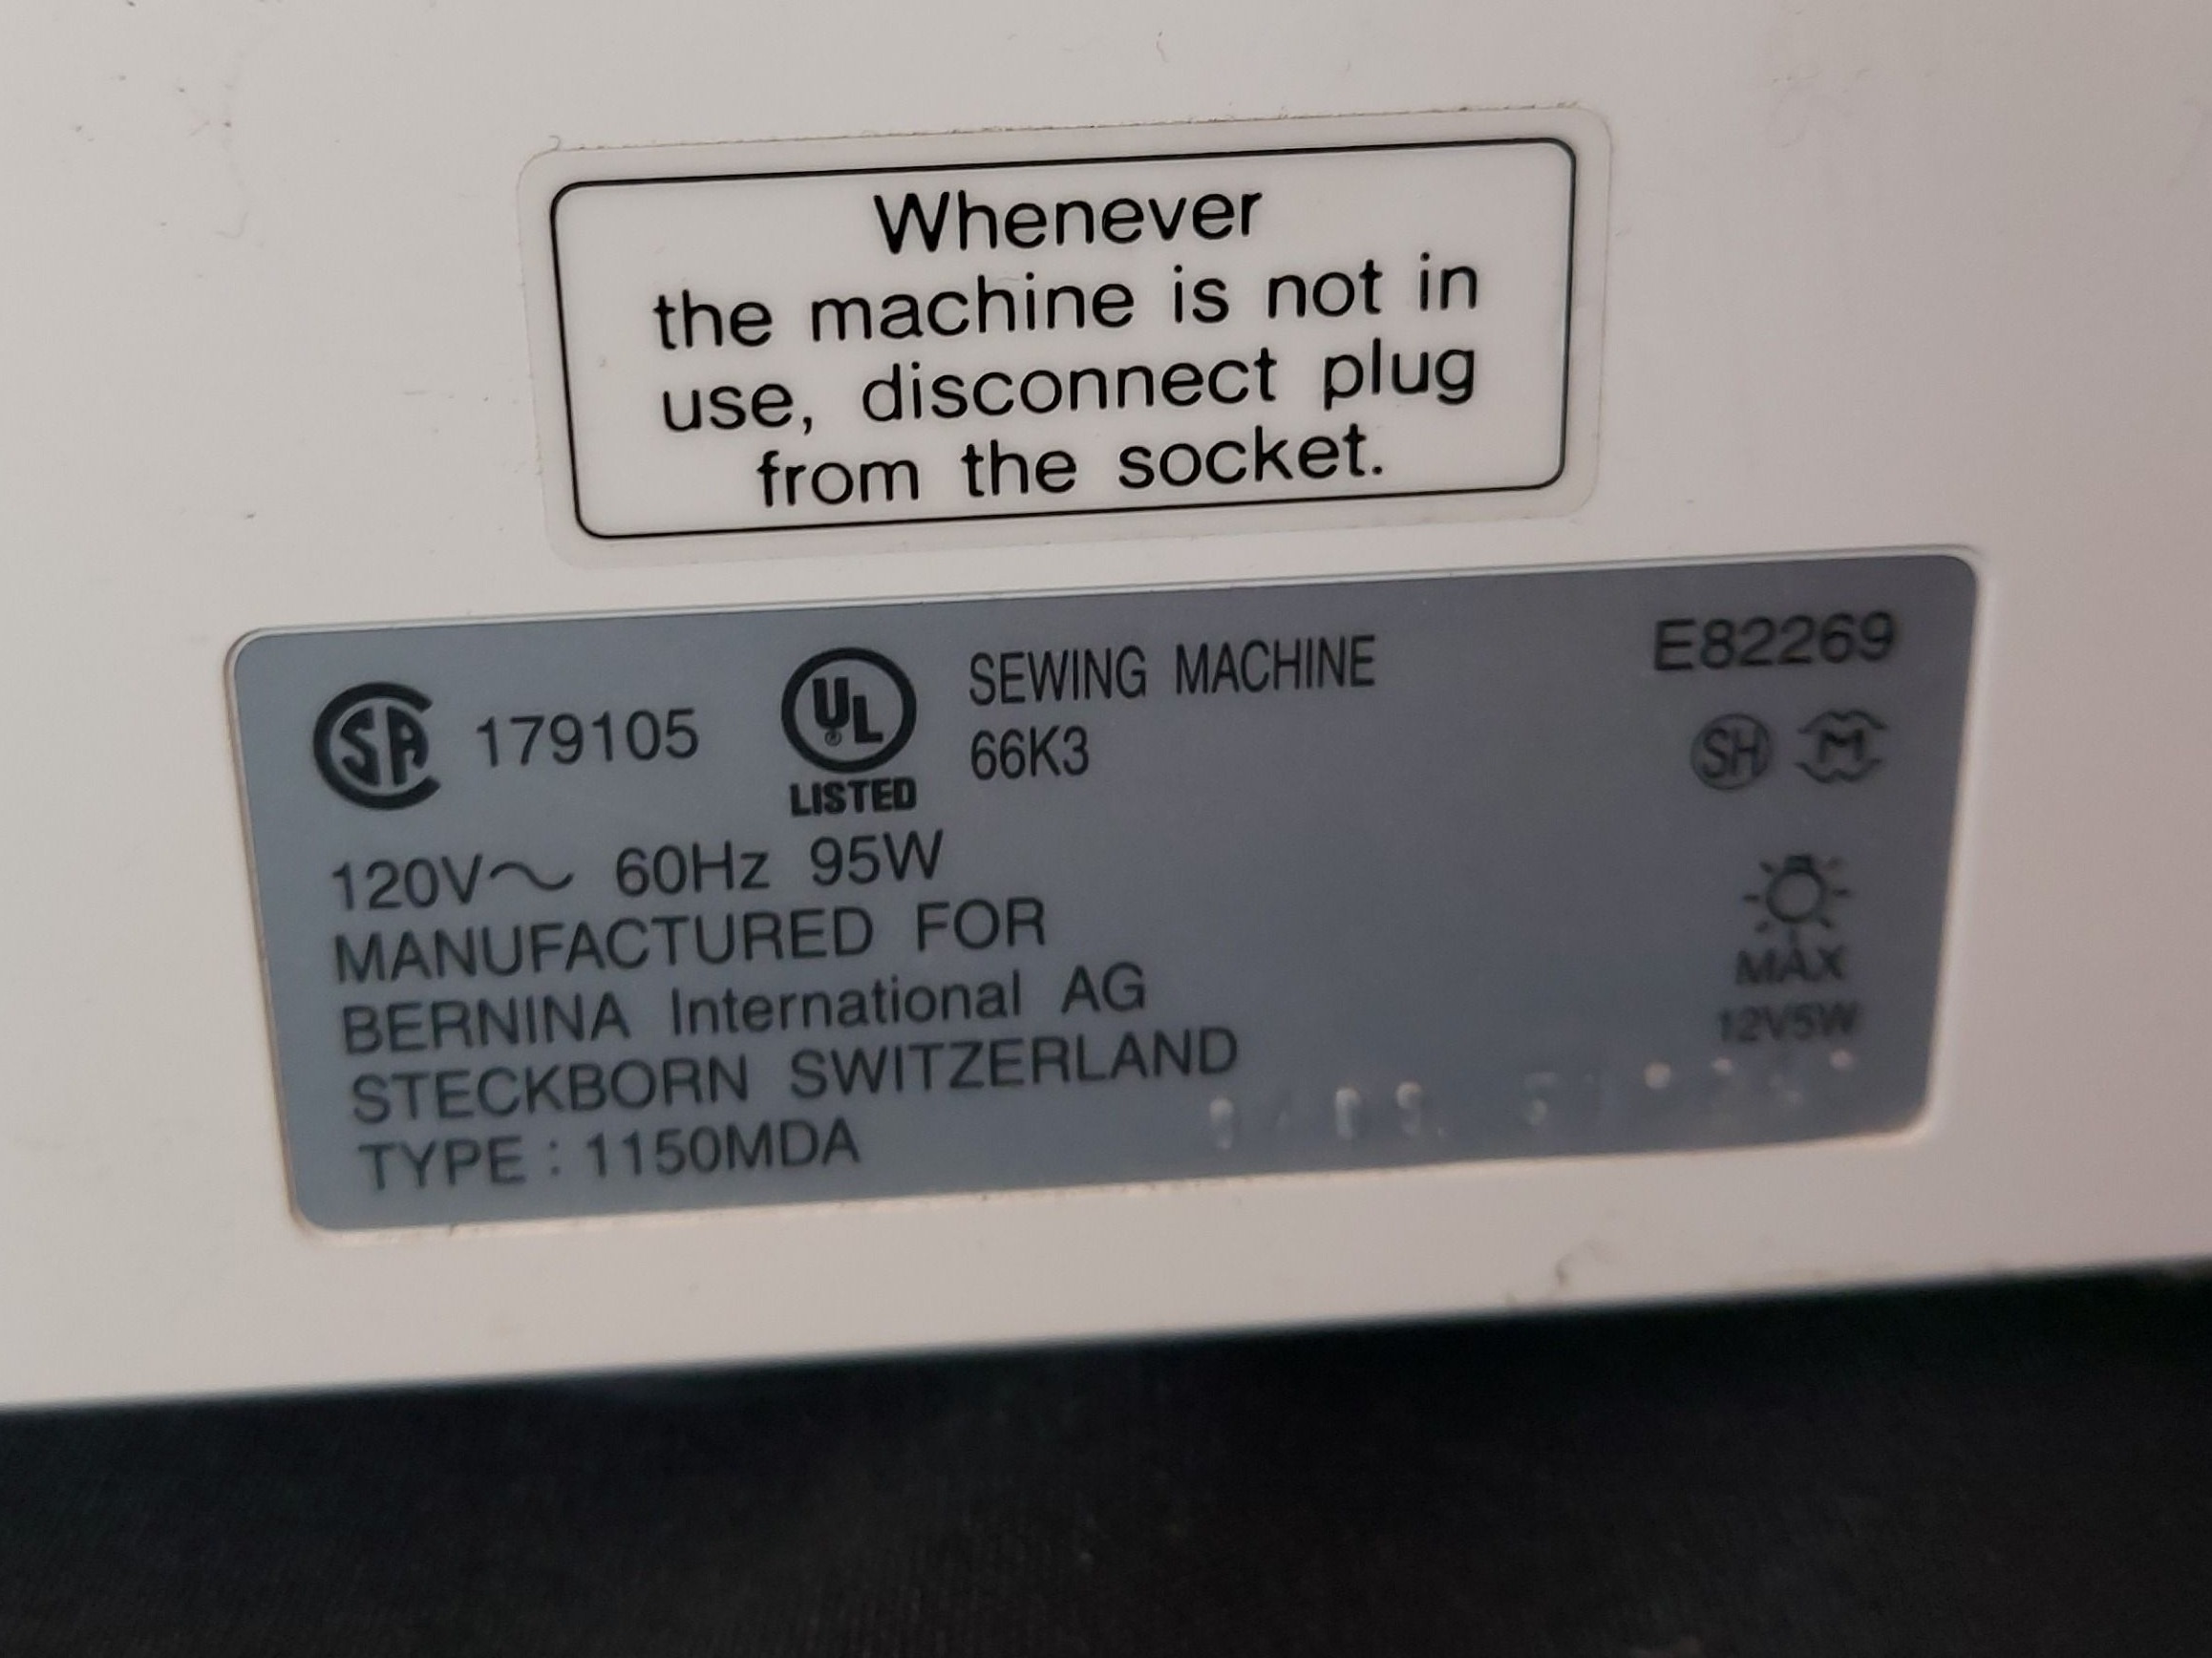 Whenever
the machine is not in
use, disconnect plug
from the socket.
SA 179105 UL LISTED SEWING MACHINE E82269
66K3 SH M
120V～ 60Hz 95W
MANUFACTURED FOR
BERNINA International AG
STECKBORN SWITZERLAND
TYPE : 1150MDA
MAX
12V5W